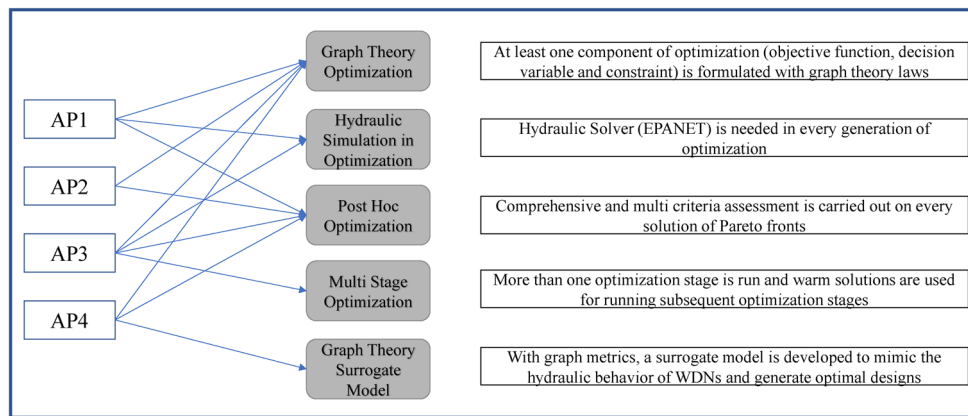 AP1
AP2
AP3
AP4
Graph Theory
Optimization
Hydraulic
Simulation in
Optimization
Post Hoc
Optimization
Multi Stage
Optimization
Graph Theory
Surrogate
Model
At least one component of optimization (objective function, decision
variable and constraint) is formulated with graph theory laws
Hydraulic Solver (EPANET) is needed in every generation of
optimization
Comprehensive and multi criteria assessment is carried out on every
solution of Pareto fronts
More than one optimization stage is run and warm solutions are used
for running subsequent optimization stages
With graph metrics, a surrogate model is developed to mimic the
hydraulic behavior of WDNs and generate optimal designs